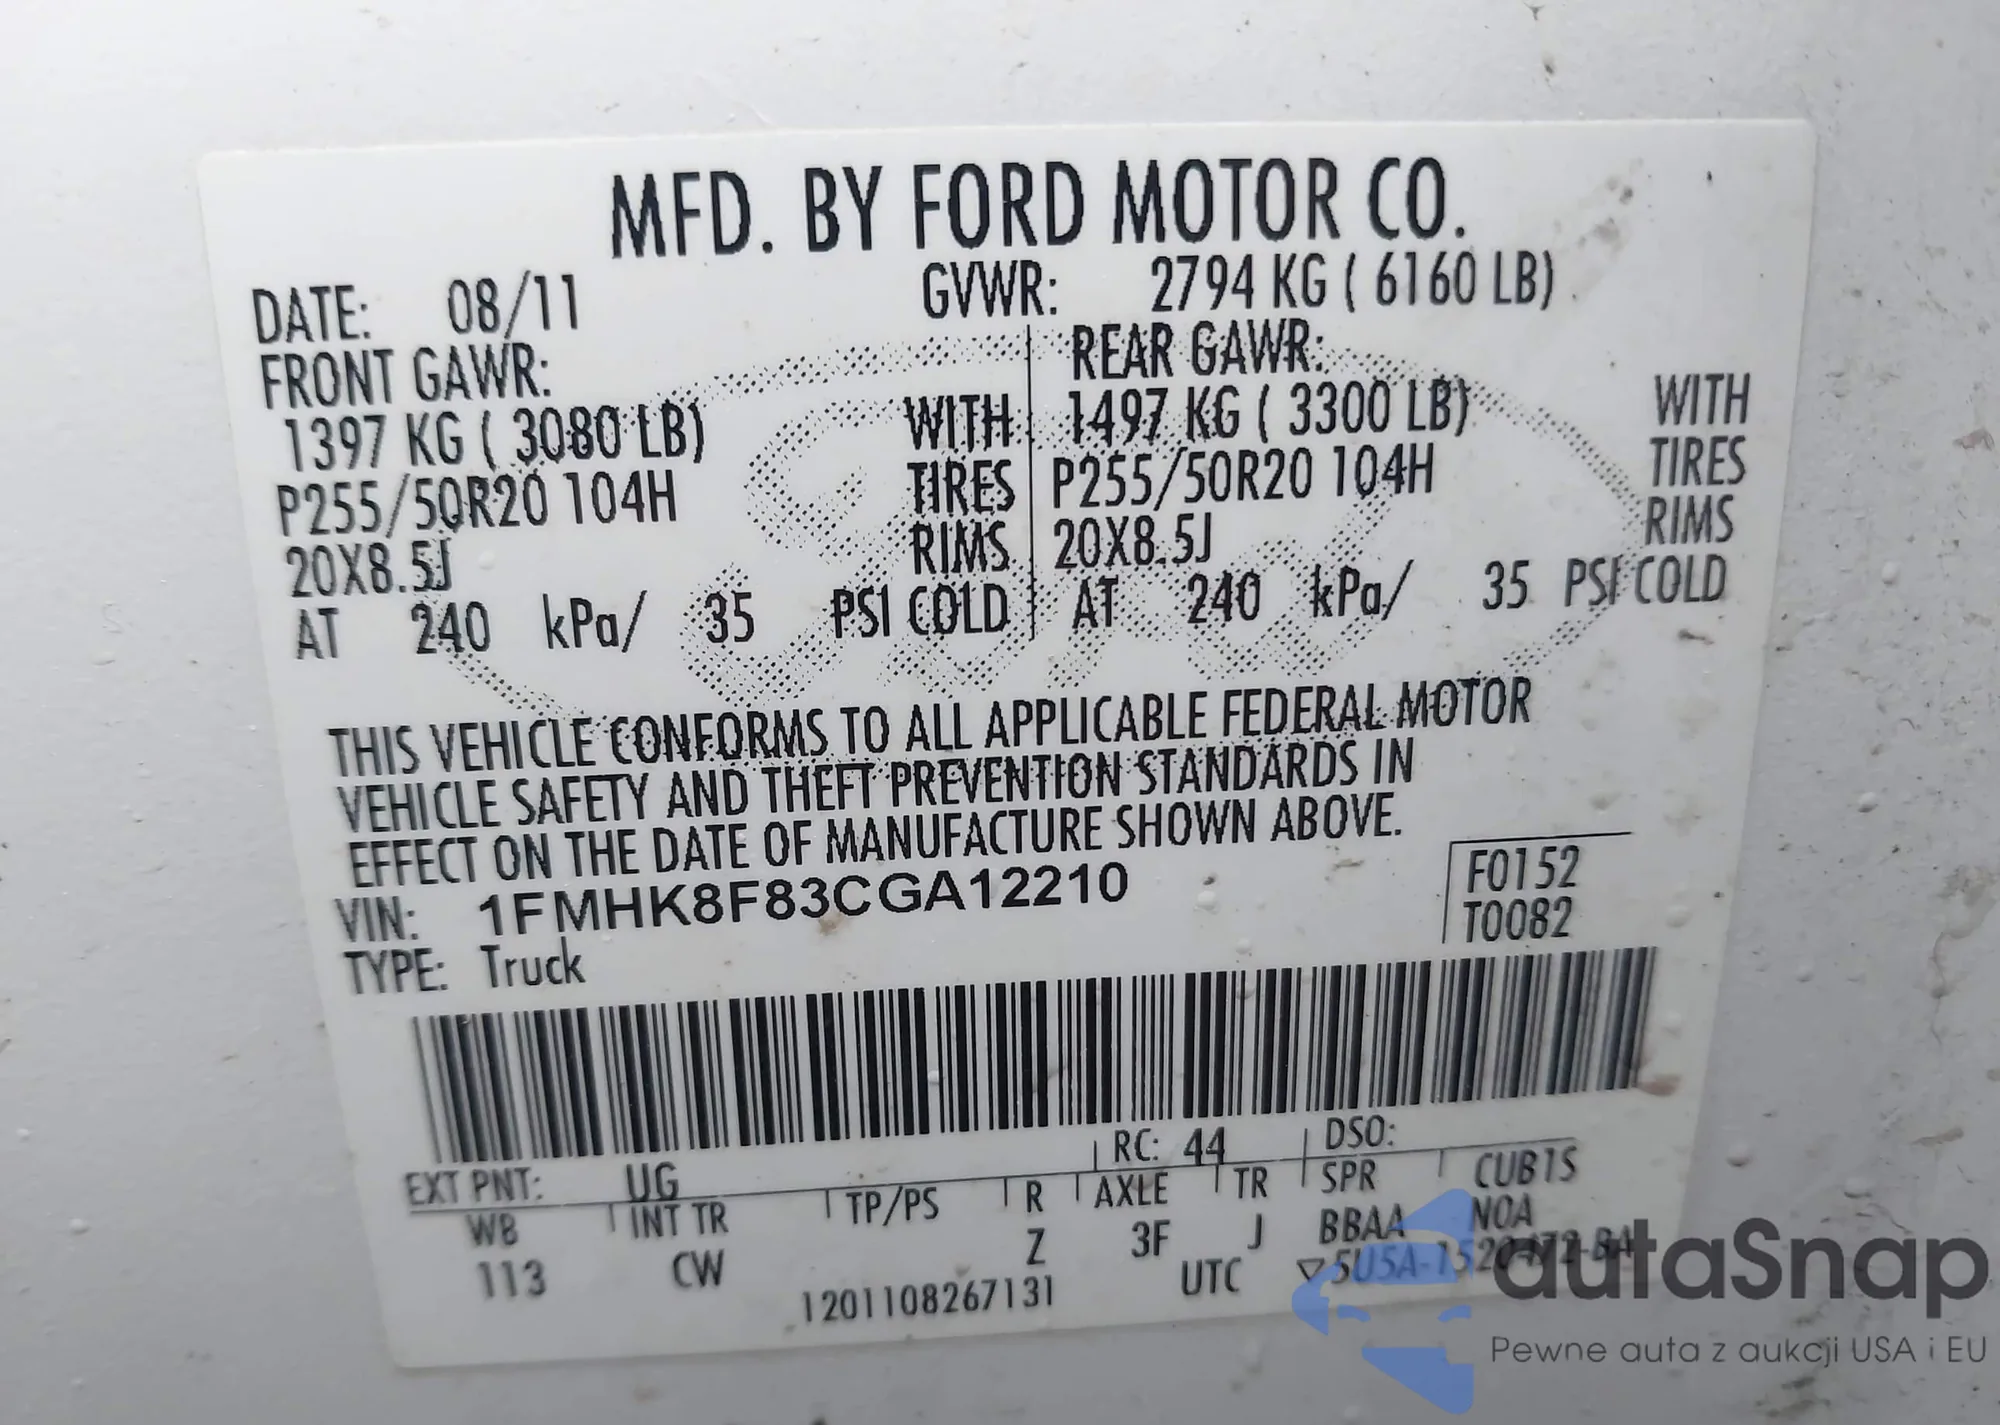 MFD. BY FORD MOTOR CO.
DATE: 08/11 GVWR: 2794 KG ( 6160 LB)
FRONT GAWR: REAR GAWR:
1397 KG ( 3080 LB) WITH 1497 KG ( 3300 LB) WITH
P255/50R20 104H TIRES P255/50R20 104H TIRES
20X8.5J RIMS 20X8.5J RIMS
AT 240 kPa/ 35 PSI COLD AT 240 kPa/ 35 PSI COLD
THIS VEHICLE CONFORMS TO ALL APPLICABLE FEDERAL MOTOR
VEHICLE SAFETY AND THEFT PREVENTION STANDARDS IN
EFFECT ON THE DATE OF MANUFACTURE SHOWN ABOVE.
VIN: 1FMHK8F83CGA12210
F0152
T0082
TYPE: Truck
EXT PNT: UG RC: 44 DSO:
WB INT TR TP/PS R AXLE TR SPR CUB1S
113 CW Z 3F J BBAA NOA
1201108267131 UTC ▽5U5A-1520472-BA
autaSnap
Pewne auta z aukcji USA i EU